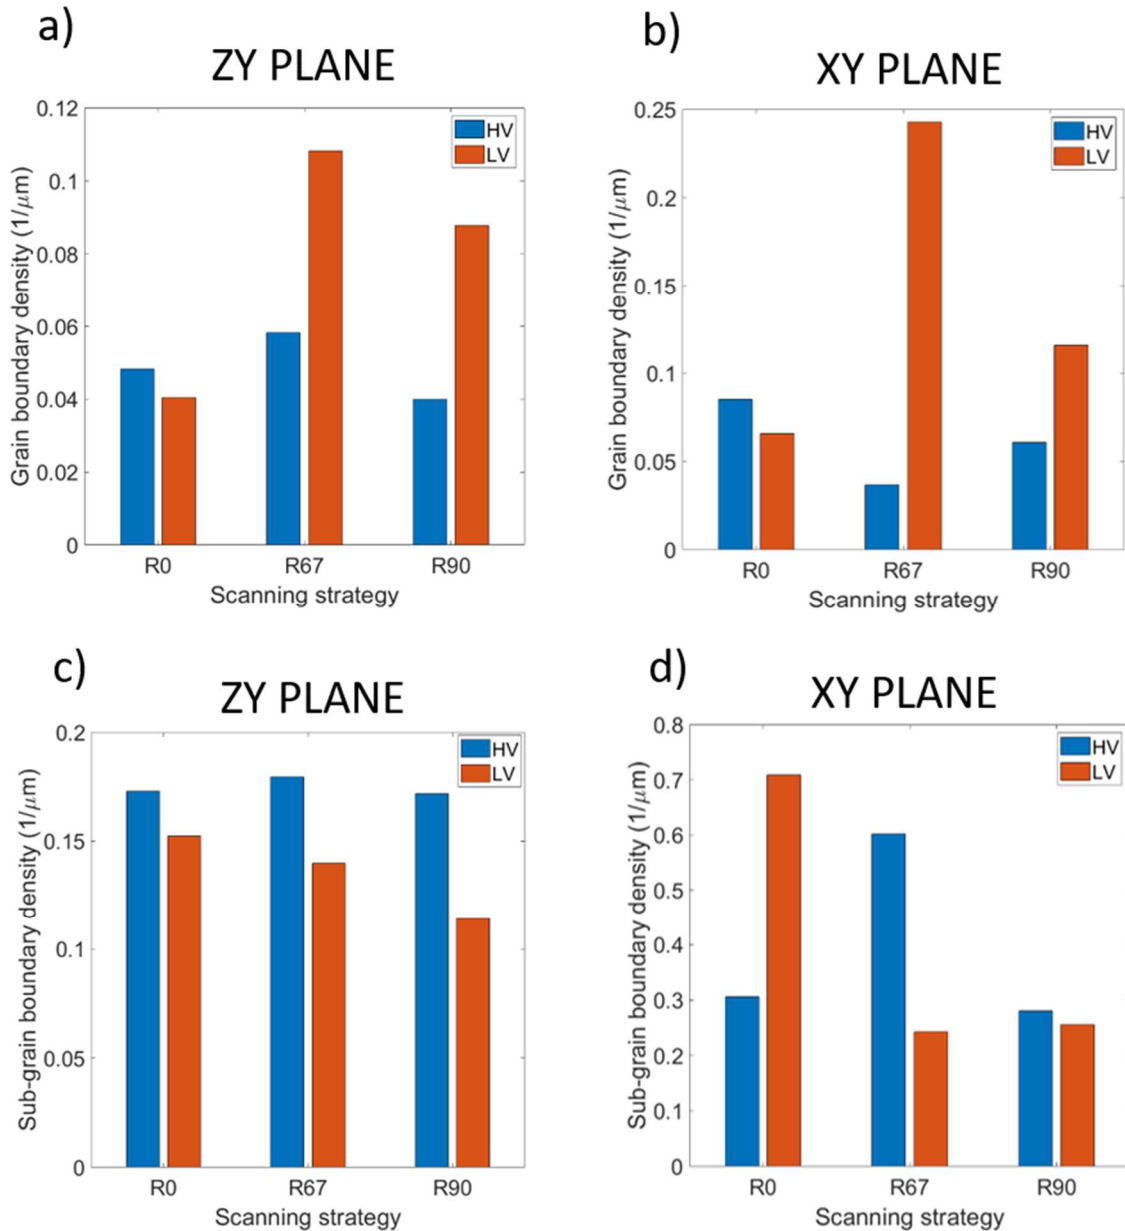 a)
ZY PLANE
0.12
0.1
0.08
0.06
0.04
0.02
0
Grain boundary density (1/μm)
HV
LV
R0 R67 R90
Scanning strategy
b)
XY PLANE
0.25
0.2
0.15
0.1
0.05
0
Grain boundary density (1/μm)
HV
LV
R0 R67 R90
Scanning strategy
c)
ZY PLANE
0.2
0.15
0.1
0.05
0
Sub-grain boundary density (1/μm)
HV
LV
R0 R67 R90
Scanning strategy
d)
XY PLANE
0.8
0.7
0.6
0.5
0.4
0.3
0.2
0.1
0
Sub-grain boundary density (1/μm)
HV
LV
R0 R67 R90
Scanning strategy